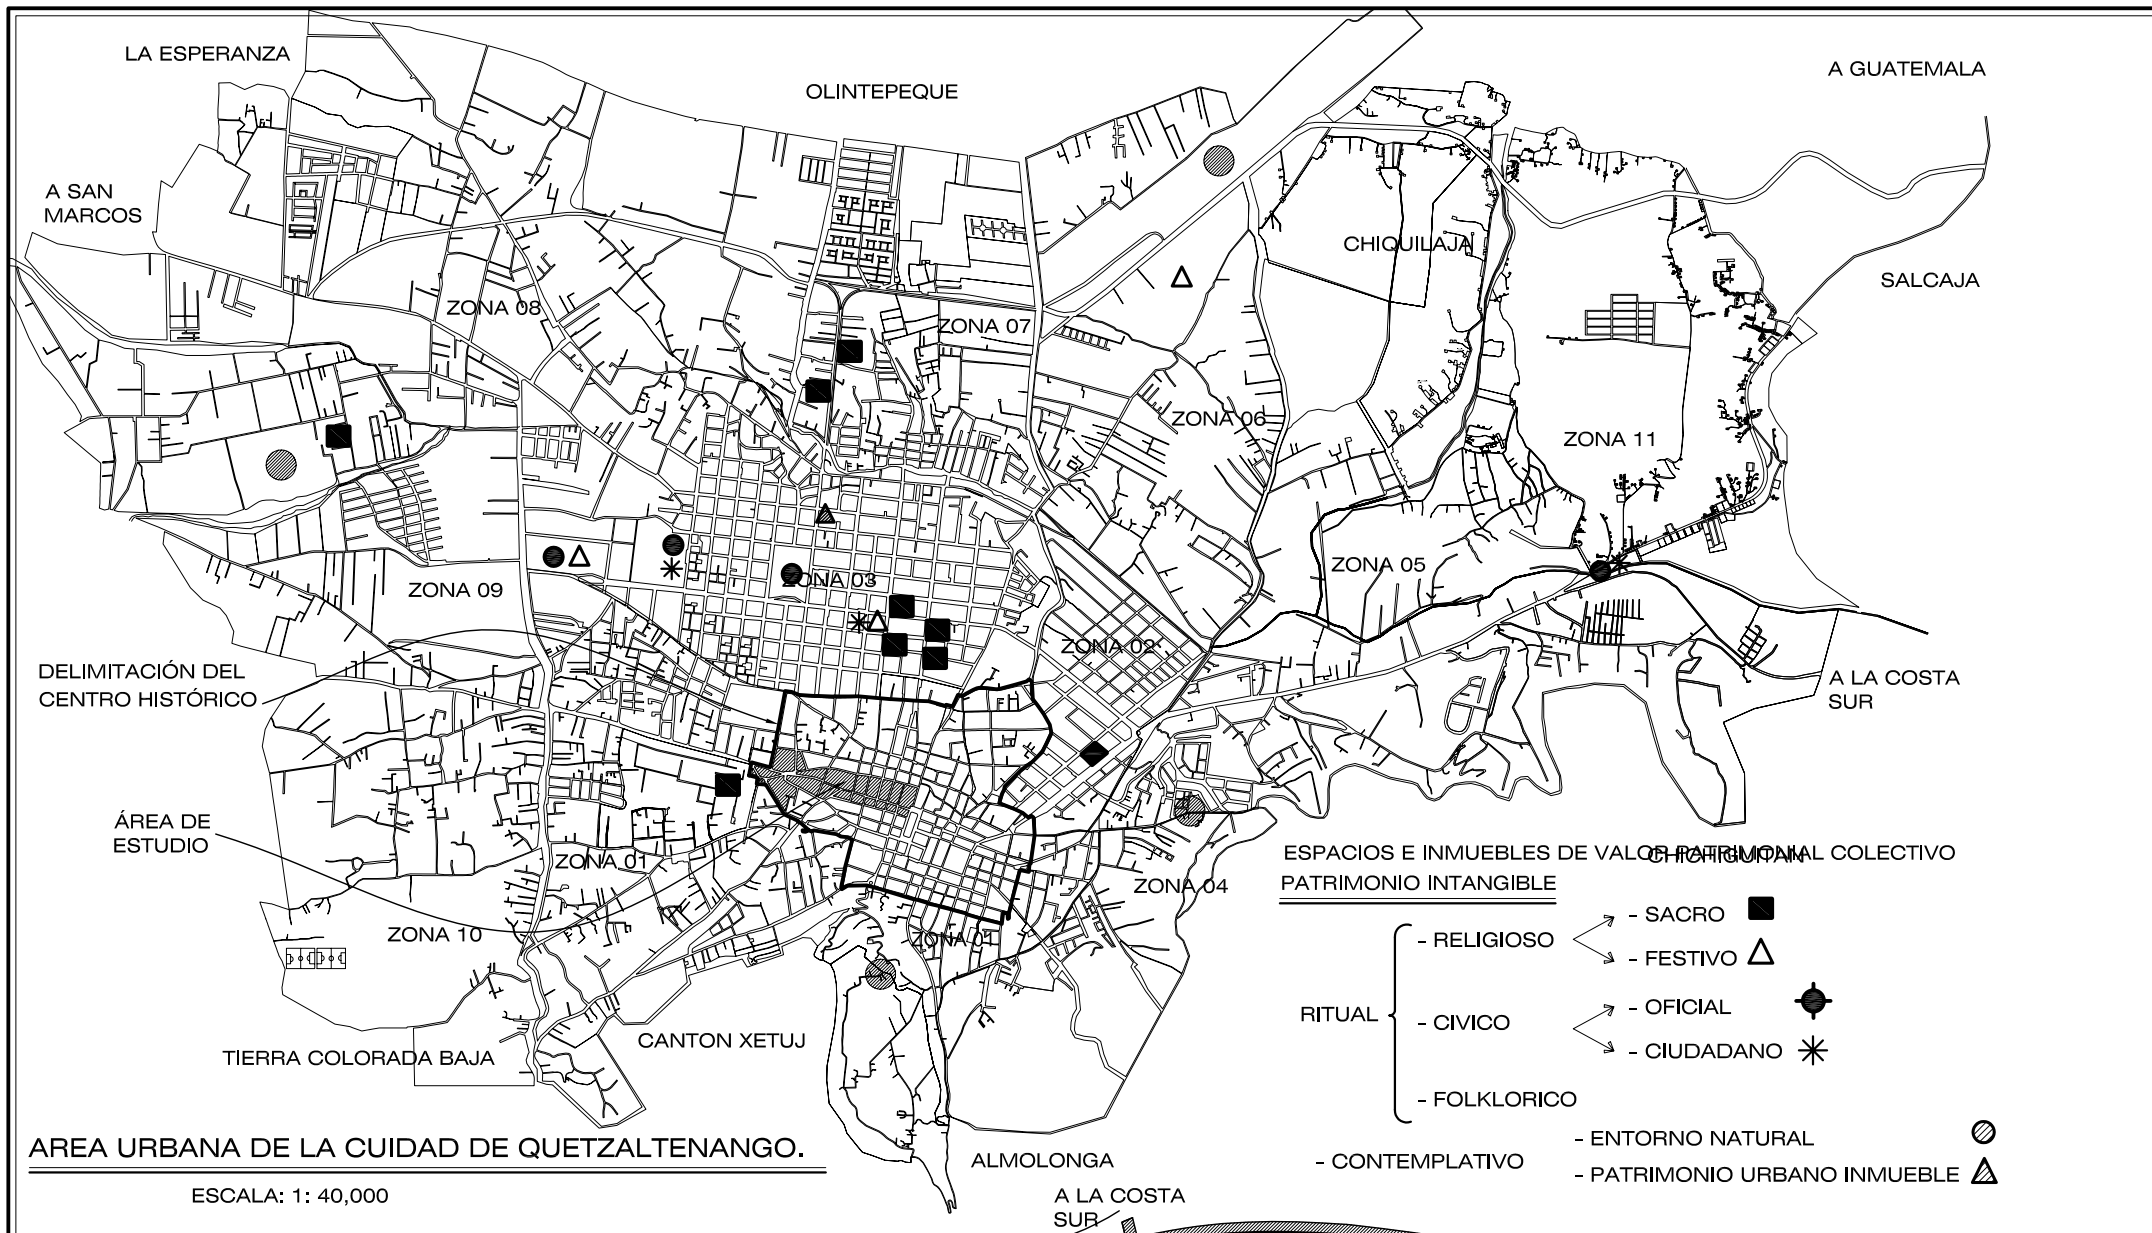 LA ESPERANZA
OLINTEPEQUE
A GUATEMALA
A SAN
MARCOS
CHIQUILAJA
SALCAJA
ZONA 08
ZONA 07
ZONA 06
ZONA 11
ZONA 05
ZONA 03
ZONA 09
ZONA 02
DELIMITACIÓN DEL
CENTRO HISTÓRICO
A LA COSTA
SUR
ÁREA DE
ESTUDIO
ZONA 01
ZONA 04
ZONA 10
ZONA 01
CANTON XETUJ
TIERRA COLORADA BAJA
CHICHIGUITAN
ESPACIOS E INMUEBLES DE VALOR PATRIMONIAL COLECTIVO
PATRIMONIO INTANGIBLE
- SACRO
- RELIGIOSO
- FESTIVO
- OFICIAL
RITUAL
- CIVICO
- CIUDADANO
- FOLKLORICO
- ENTORNO NATURAL
- CONTEMPLATIVO
- PATRIMONIO URBANO INMUEBLE
AREA URBANA DE LA CUIDAD DE QUETZALTENANGO.
ESCALA: 1: 40,000
ALMOLONGA
A LA COSTA
SUR